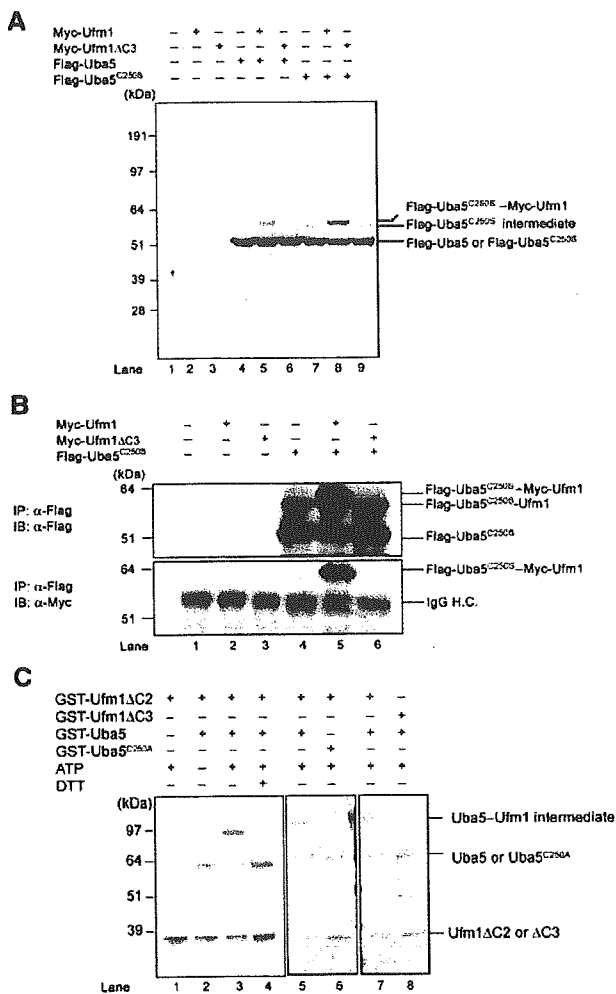 A
Myc-Ufm1 – + – – + – – + –
Myc-Ufm1ΔC3 – – + – – + – – +
Flag-Uba5 – – – + + + – – –
Flag-Uba5C250S – – – – – – + + +
(kDa)
191
97
64
51
39
28
Flag-Uba5C250S –Myc-Ufm1
Flag-Uba5C250S intermediate
Flag-Uba5 or Flag-Uba5C250S
Lane 1 2 3 4 5 6 7 8 9
B
Myc-Ufm1 – + – – + –
Myc-Ufm1ΔC3 – – + – – +
Flag-Uba5C250S – – – + + +
(kDa)
64
51
IP: α-Flag
IB: α-Flag
Flag-Uba5C250S–Myc-Ufm1
Flag-Uba5C250S-Ufm1
Flag-Uba5C250S
64
51
IP: α-Flag
IB: α-Myc
Flag-Uba5C250S–Myc-Ufm1
IgG H.C.
Lane 1 2 3 4 5 6
C
GST-Ufm1ΔC2 + + + + + + + –
GST-Ufm1ΔC3 – – – – – – – +
GST-Uba5 – + + + + – + +
GST-Uba5C250A – – – – – + – –
ATP + – + + + + + +
DTT – – – + – – – –
(kDa)
97
64
51
39
Uba5–Ufm1 intermediate
Uba5 or Uba5C250A
Ufm1ΔC2 or ΔC3
Lane 1 2 3 4 5 6 7 8